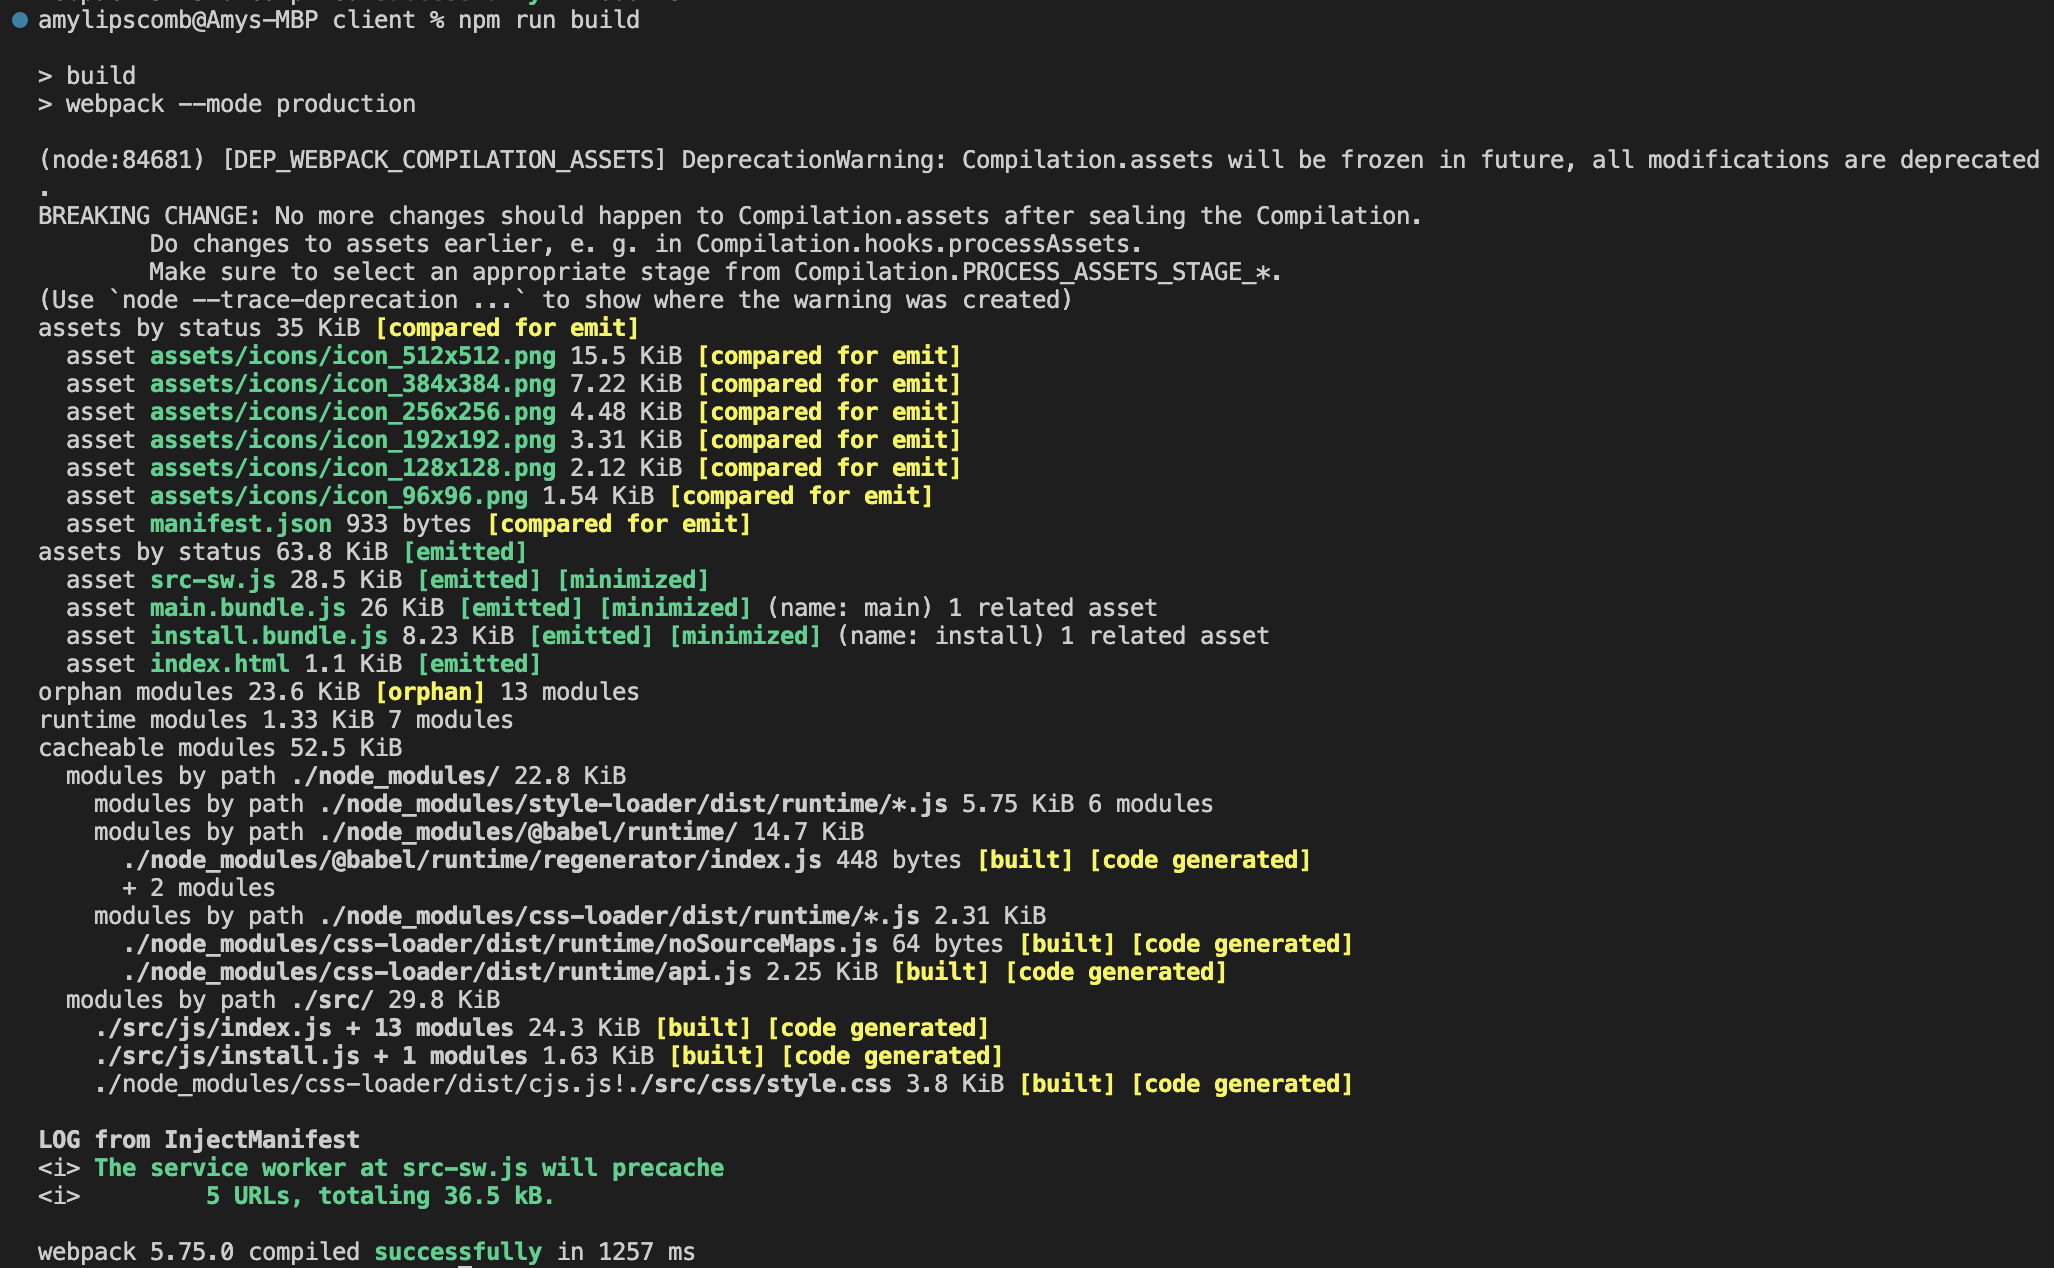 amylipscomb@Amys-MBP client % npm run build
> build
> webpack --mode production
(node:84681) [DEP_WEBPACK_COMPILATION_ASSETS] DeprecationWarning: Compilation.assets will be frozen in future, all modifications are deprecated
.
BREAKING CHANGE: No more changes should happen to Compilation.assets after sealing the Compilation.
Do changes to assets earlier, e. g. in Compilation.hooks.processAssets.
Make sure to select an appropriate stage from Compilation.PROCESS_ASSETS_STAGE_*.
(Use `node --trace-deprecation ...` to show where the warning was created)
assets by status 35 KiB [compared for emit]
asset assets/icons/icon_512x512.png 15.5 KiB [compared for emit]
asset assets/icons/icon_384x384.png 7.22 KiB [compared for emit]
asset assets/icons/icon_256x256.png 4.48 KiB [compared for emit]
asset assets/icons/icon_192x192.png 3.31 KiB [compared for emit]
asset assets/icons/icon_128x128.png 2.12 KiB [compared for emit]
asset assets/icons/icon_96x96.png 1.54 KiB [compared for emit]
asset manifest.json 933 bytes [compared for emit]
assets by status 63.8 KiB [emitted]
asset src-sw.js 28.5 KiB [emitted] [minimized]
asset main.bundle.js 26 KiB [emitted] [minimized] (name: main) 1 related asset
asset install.bundle.js 8.23 KiB [emitted] [minimized] (name: install) 1 related asset
asset index.html 1.1 KiB [emitted]
orphan modules 23.6 KiB [orphan] 13 modules
runtime modules 1.33 KiB 7 modules
cacheable modules 52.5 KiB
modules by path ./node_modules/ 22.8 KiB
modules by path ./node_modules/style-loader/dist/runtime/*.js 5.75 KiB 6 modules
modules by path ./node_modules/@babel/runtime/ 14.7 KiB
./node_modules/@babel/runtime/regenerator/index.js 448 bytes [built] [code generated]
+ 2 modules
modules by path ./node_modules/css-loader/dist/runtime/*.js 2.31 KiB
./node_modules/css-loader/dist/runtime/noSourceMaps.js 64 bytes [built] [code generated]
./node_modules/css-loader/dist/runtime/api.js 2.25 KiB [built] [code generated]
modules by path ./src/ 29.8 KiB
./src/js/index.js + 13 modules 24.3 KiB [built] [code generated]
./src/js/install.js + 1 modules 1.63 KiB [built] [code generated]
./node_modules/css-loader/dist/cjs.js!./src/css/style.css 3.8 KiB [built] [code generated]
LOG from InjectManifest
<i> The service worker at src-sw.js will precache
<i> 5 URLs, totaling 36.5 kB.
webpack 5.75.0 compiled successfully in 1257 ms